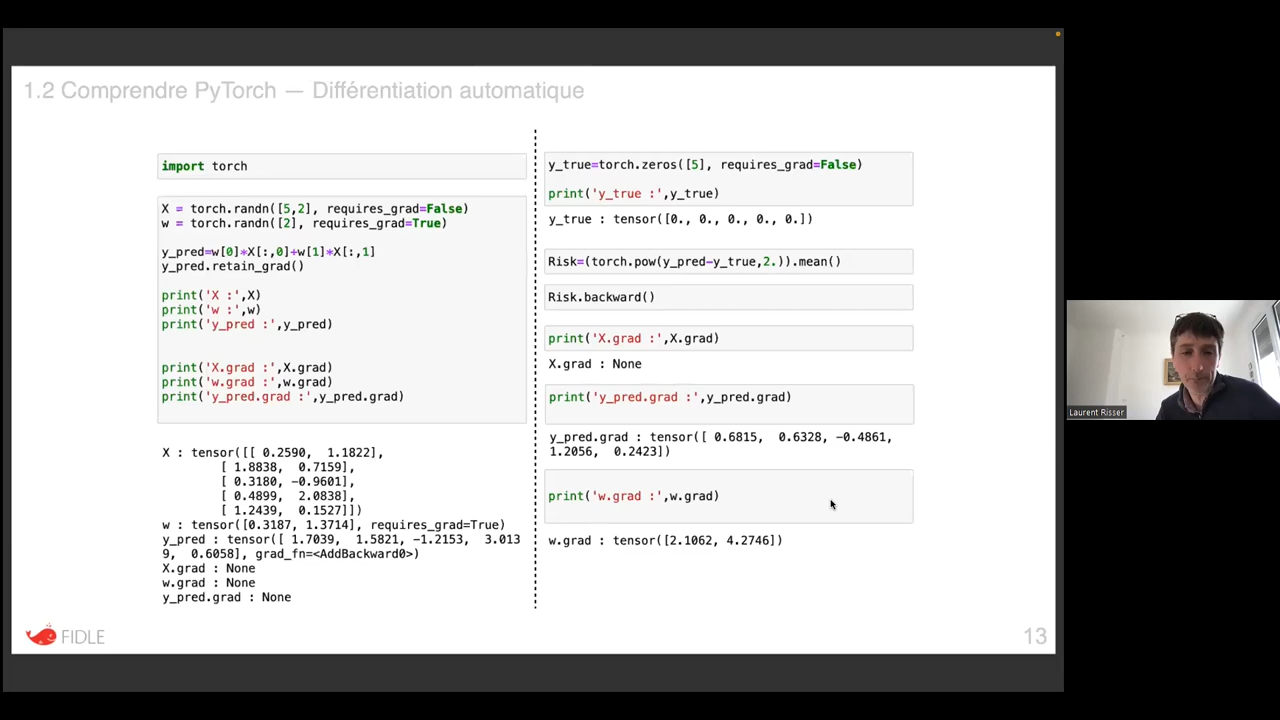 1.2 Comprendre PyTorch — Différentiation automatique
import torch
X = torch.randn([5,2], requires_grad=False)
w = torch.randn([2], requires_grad=True)
y_pred=w[0]*X[:,0]+w[1]*X[:,1]
y_pred.retain_grad()
print('X :',X)
print('w :',w)
print('y_pred :',y_pred)
print('X.grad :',X.grad)
print('w.grad :',w.grad)
print('y_pred.grad :',y_pred.grad)
X : tensor([[ 0.2590,  1.1822],
[ 1.8838,  0.7159],
[ 0.3180, -0.9601],
[ 0.4899,  2.0838],
[ 1.2439,  0.1527]])
w : tensor([0.3187, 1.3714], requires_grad=True)
y_pred : tensor([ 1.7039,  1.5821, -1.2153,  3.013
9,  0.6058], grad_fn=<AddBackward0>)
X.grad : None
w.grad : None
y_pred.grad : None
y_true=torch.zeros([5], requires_grad=False)
print('y_true :',y_true)
y_true : tensor([0., 0., 0., 0., 0.])
Risk=(torch.pow(y_pred-y_true,2.)).mean()
Risk.backward()
print('X.grad :',X.grad)
X.grad : None
print('y_pred.grad :',y_pred.grad)
y_pred.grad : tensor([ 0.6815,  0.6328, -0.4861,
1.2056,  0.2423])
print('w.grad :',w.grad)
w.grad : tensor([2.1062, 4.2746])
FIDLE
13
Laurent Risser